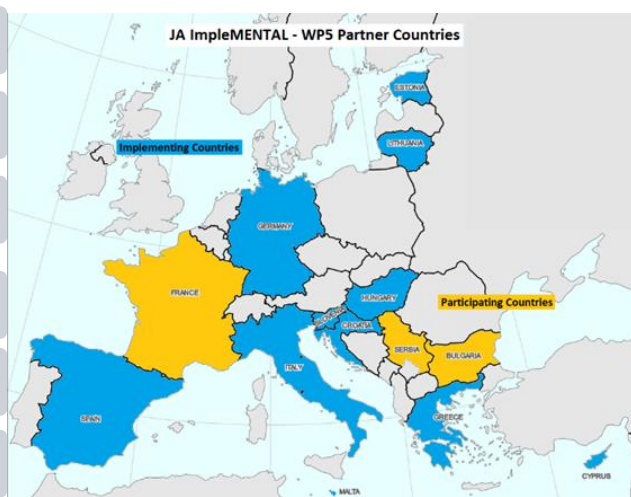 JA ImpleMENTAL - WP5 Partner Countries
ESTONIA
LITHUANIA
Implementing Countries
GERMANY
FRANCE
HUNGARY
Participating Countries
SLOVENIA
CROATIA
SERBIA
BULGARIA
ITALY
SPAIN
GREECE
CYPRUS
MALTA